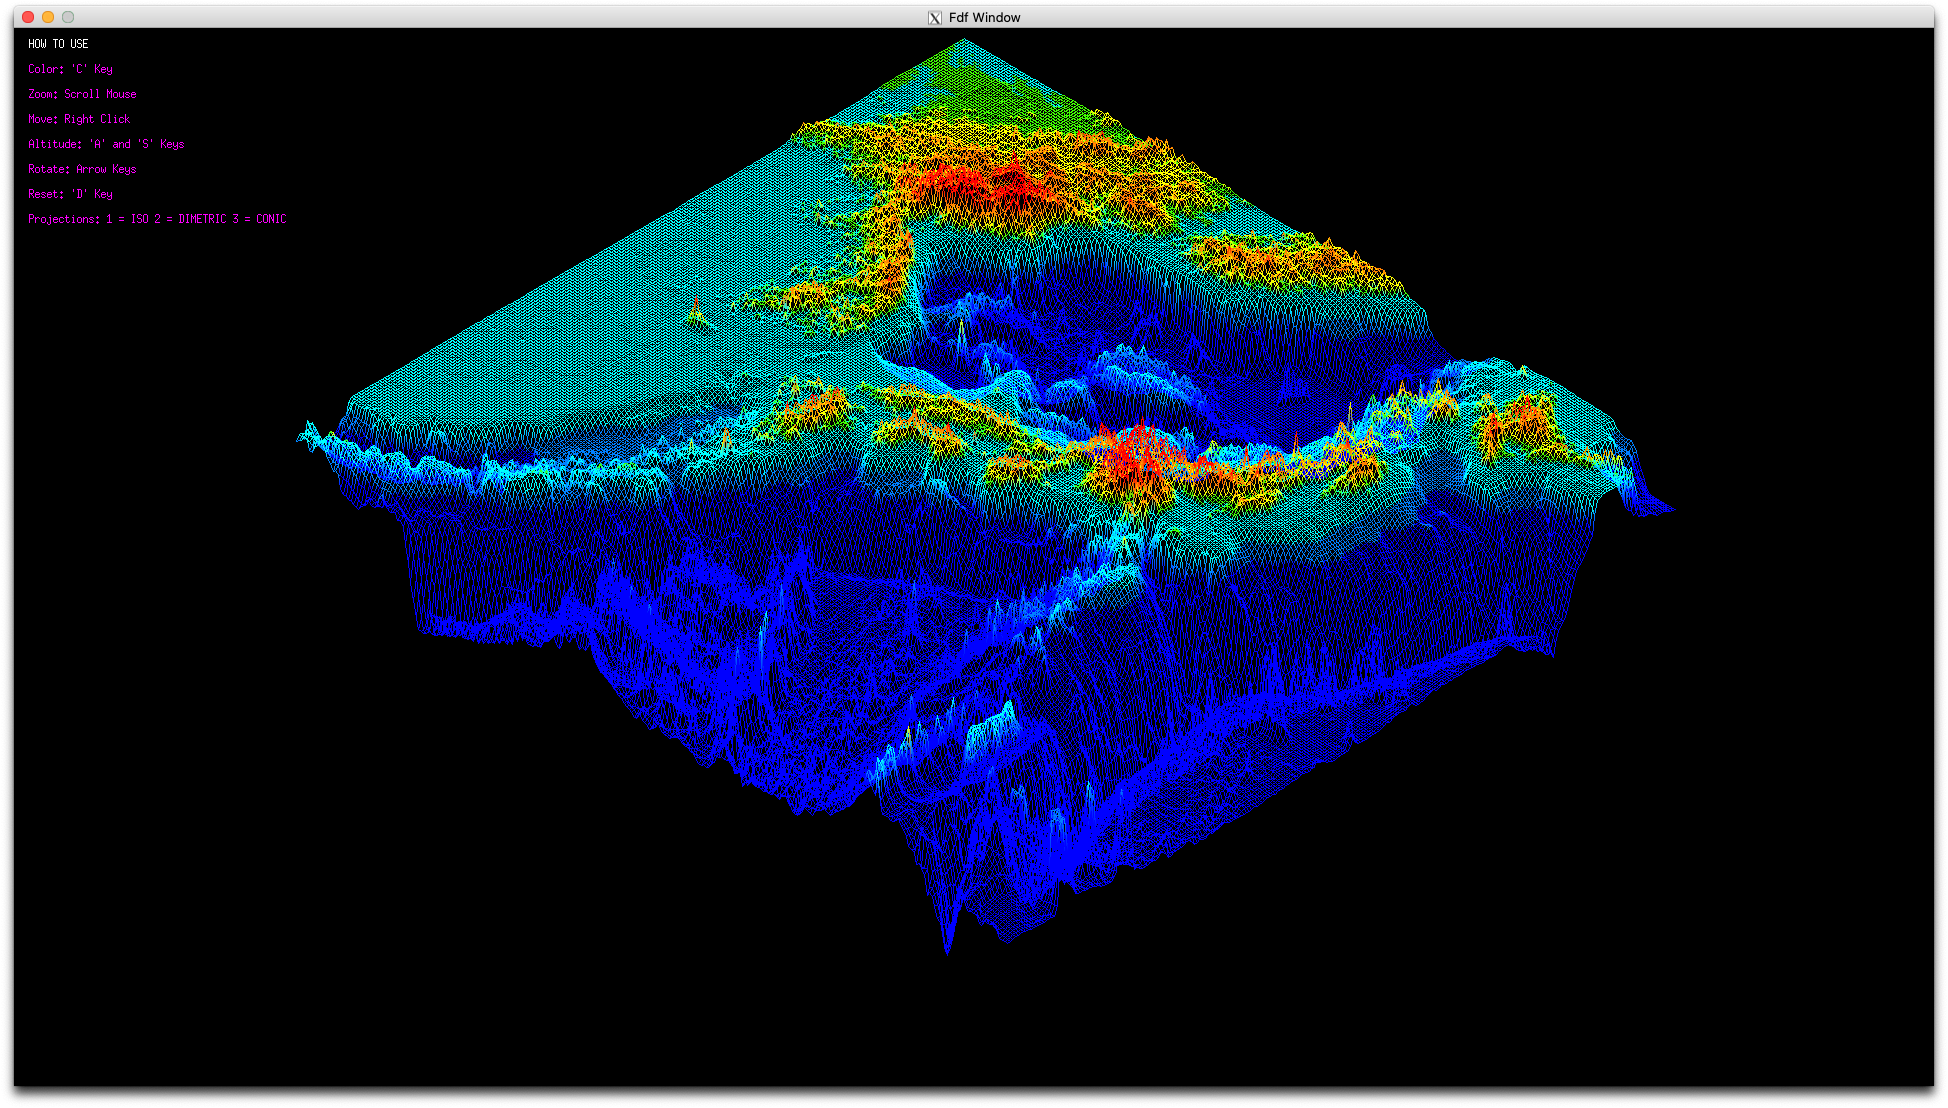 Fdf Window
HOW TO USE
Color: 'C' Key
Zoom: Scroll Mouse
Move: Right Click
Altitude: 'A' and 'S' Keys
Rotate: Arrow Keys
Reset: 'D' Key
Projections: 1 = ISO 2 = DIMETRIC 3 = CONIC